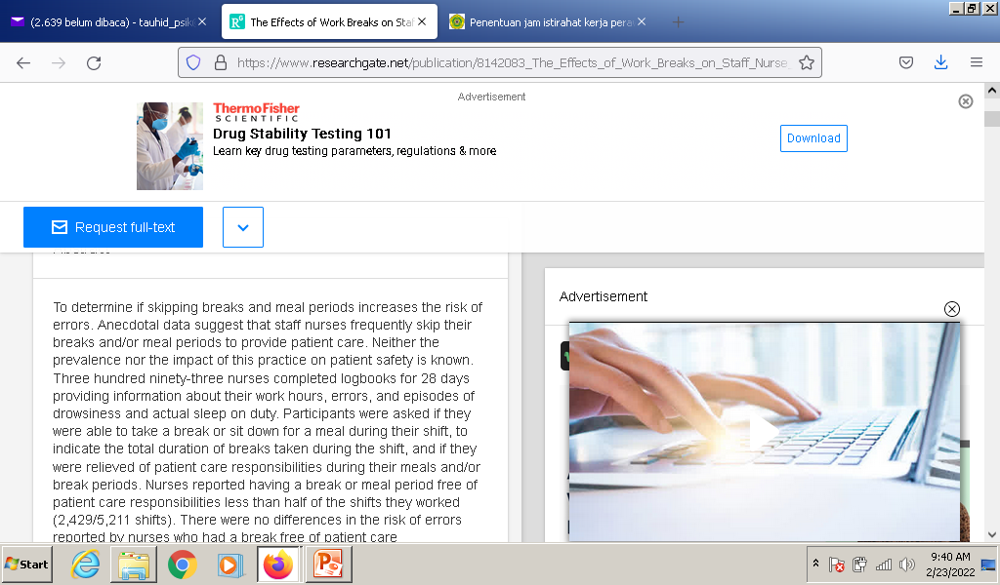 (2.639 belum dibaca) - tauhid_psik
The Effects of Work Breaks on Staf
Penentuan jam istirahat kerja pera
https://www.researchgate.net/publication/8142083_The_Effects_of_Work_Breaks_on_Staff_Nurse_
Advertisement
ThermoFisher
SCIENTIFIC
Drug Stability Testing 101
Learn key drug testing parameters, regulations & more
Download
Request full-text
Advertisement
To determine if skipping breaks and meal periods increases the risk of
errors. Anecdotal data suggest that staff nurses frequently skip their
breaks and/or meal periods to provide patient care. Neither the
prevalence nor the impact of this practice on patient safety is known.
Three hundred ninety-three nurses completed logbooks for 28 days
providing information about their work hours, errors, and episodes of
drowsiness and actual sleep on duty. Participants were asked if they
were able to take a break or sit down for a meal during their shift, to
indicate the total duration of breaks taken during the shift, and if they
were relieved of patient care responsibilities during their meals and/or
break periods. Nurses reported having a break or meal period free of
patient care responsibilities less than half of the shifts they worked
(2,429/5,211 shifts). There were no differences in the risk of errors
reported by nurses who had a break free of patient care
Start
9:40 AM
2/23/2022